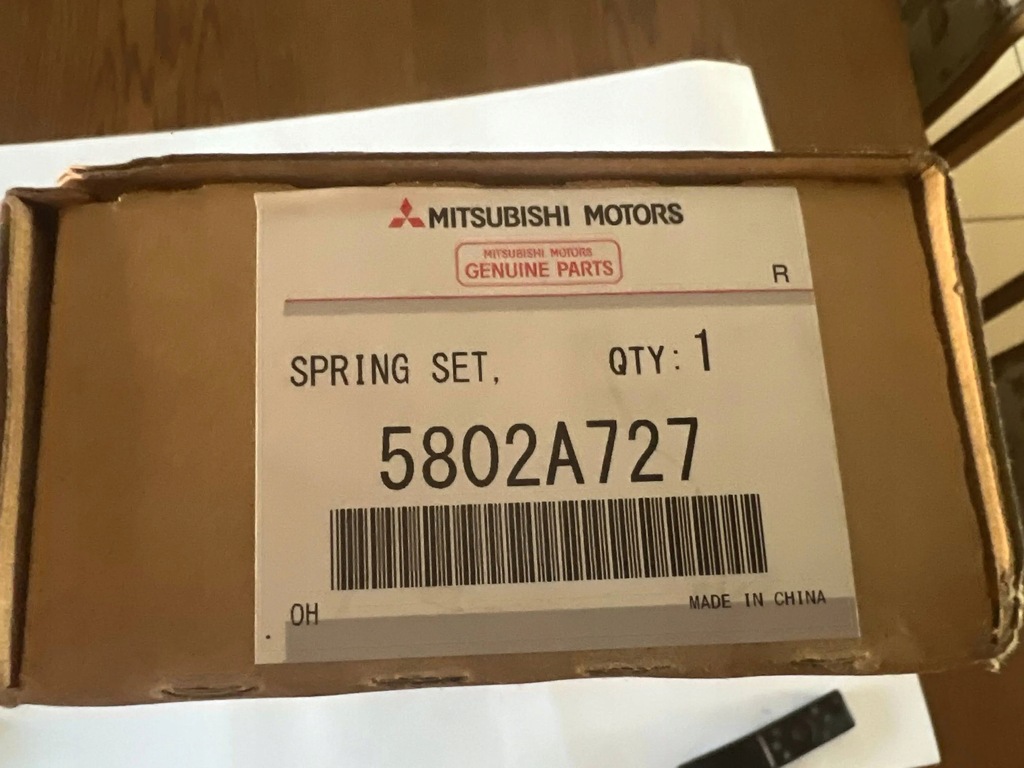 MITSUBISHI MOTORS
MITSUBISHI MOTORS
GENUINE PARTS
R
SPRING SET, QTY: 1
5802A727
OH MADE IN CHINA